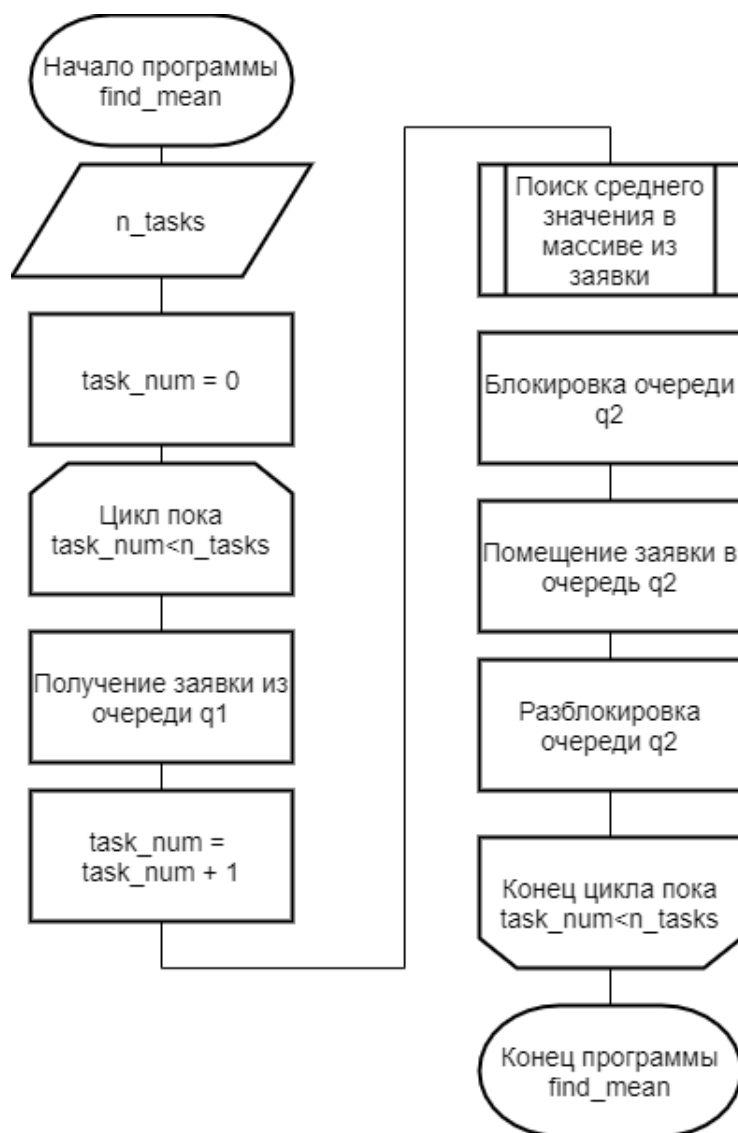 Начало программы
find_mean
n_tasks
task_num = 0
Цикл пока
task_num<n_tasks
Получение заявки из
очереди q1
task_num =
task_num + 1
Поиск среднего
значения в
массиве из
заявки
Блокировка очереди
q2
Помещение заявки в
очередь q2
Разблокировка
очереди q2
Конец цикла пока
task_num<n_tasks
Конец программы
find_mean